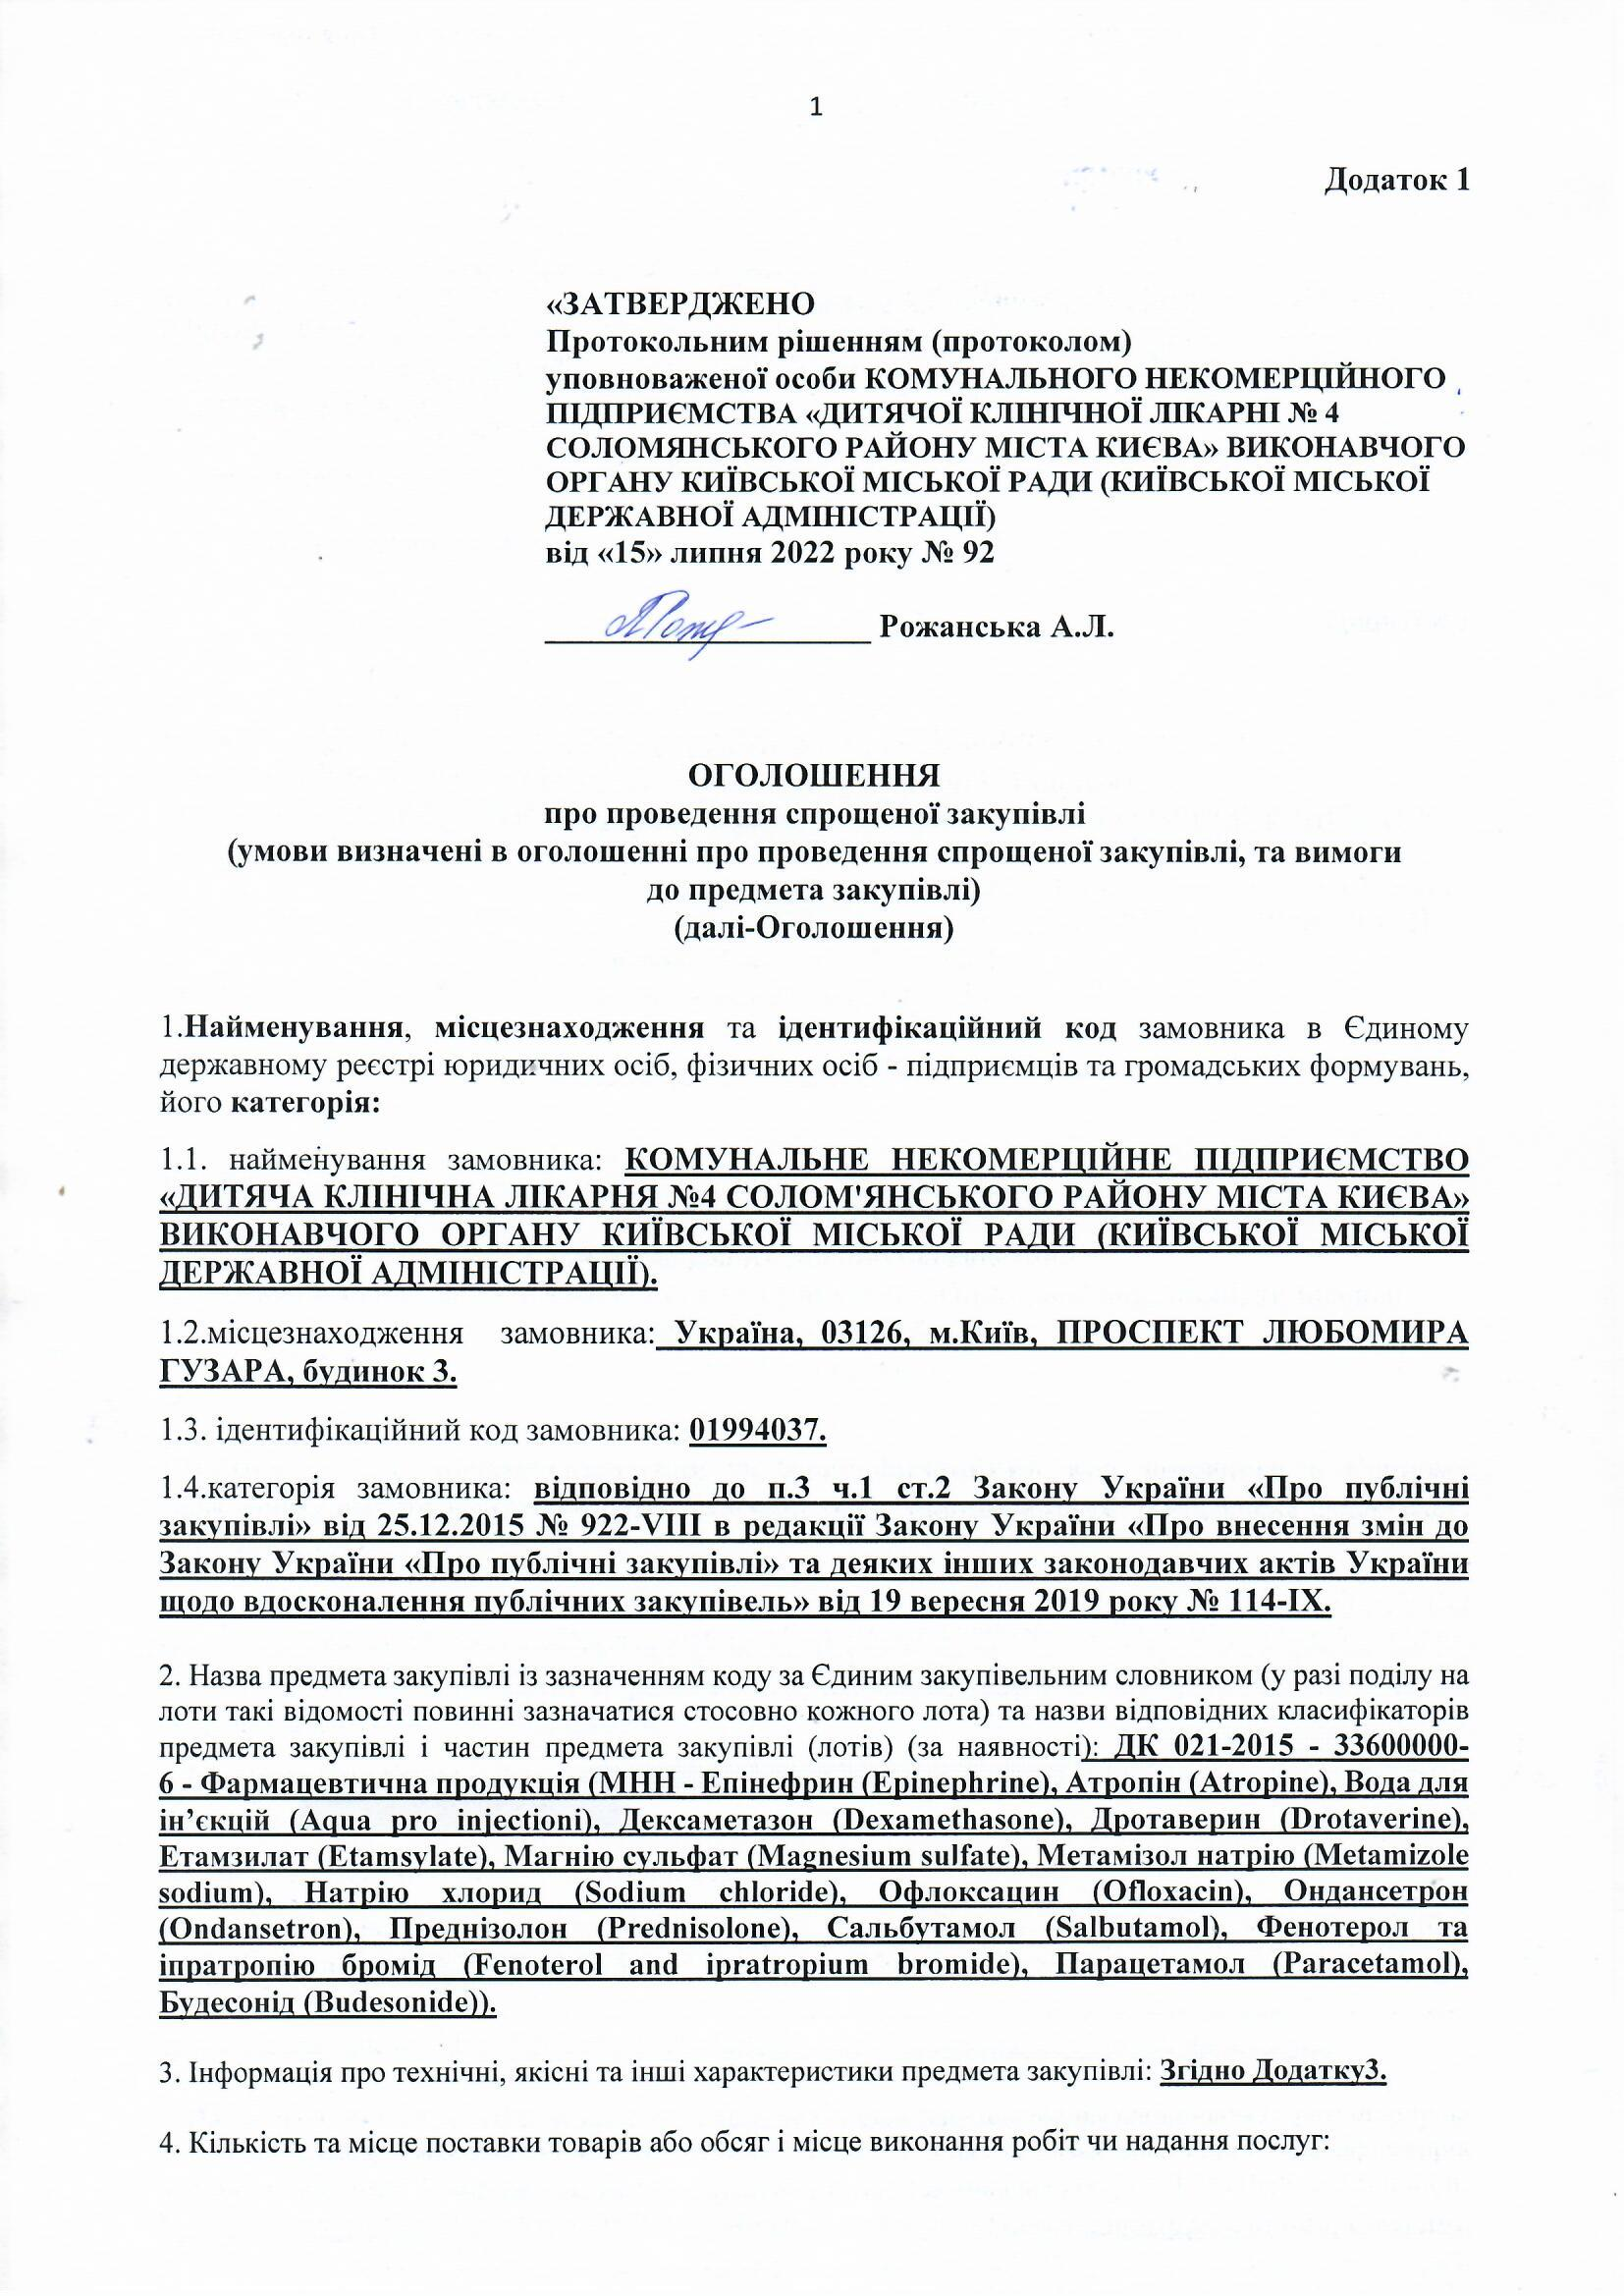 1
Додаток 1
«ЗАТВЕРДЖЕНО
Протокольним рішенням (протоколом)
уповноваженої особи КОМУНАЛЬНОГО НЕКОМЕРЦІЙНОГО
ПІДПРИЄМСТВА «ДИТЯЧОЇ КЛІНІЧНОЇ ЛІКАРНІ № 4
СОЛОМЯНСЬКОГО РАЙОНУ МІСТА КИЄВА» ВИКОНАВЧОГО
ОРГАНУ КИЇВСЬКОЇ МІСЬКОЇ РАДИ (КИЇВСЬКОЇ МІСЬКОЇ
ДЕРЖАВНОЇ АДМІНІСТРАЦІЇ)
від «15» липня 2022 року № 92
Рожанська А.Л.
ОГОЛОШЕННЯ
про проведення спрощеної закупівлі
(умови визначені в оголошенні про проведення спрощеної закупівлі, та вимоги
до предмета закупівлі)
(далі-Оголошення)
1.Найменування, місцезнаходження та ідентифікаційний код замовника в Єдиному
державному реєстрі юридичних осіб, фізичних осіб - підприємців та громадських формувань,
його категорія:
1.1. найменування замовника: КОМУНАЛЬНЕ НЕКОМЕРЦІЙНЕ ПІДПРИЄМСТВО
«ДИТЯЧА КЛІНІЧНА ЛІКАРНЯ №4 СОЛОМ'ЯНСЬКОГО РАЙОНУ МІСТА КИЄВА»
ВИКОНАВЧОГО ОРГАНУ КИЇВСЬКОЇ МІСЬКОЇ РАДИ (КИЇВСЬКОЇ МІСЬКОЇ
ДЕРЖАВНОЇ АДМІНІСТРАЦІЇ).
1.2.місцезнаходження замовника: Україна, 03126, м.Київ, ПРОСПЕКТ ЛЮБОМИРА
ГУЗАРА, будинок 3.
1.3. ідентифікаційний код замовника: 01994037.
1.4.категорія замовника: відповідно до п.3 ч.1 ст.2 Закону України «Про публічні
закупівлі» від 25.12.2015 № 922-VIII в редакції Закону України «Про внесення змін до
Закону України «Про публічні закупівлі» та деяких інших законодавчих актів України
щодо вдосконалення публічних закупівель» від 19 вересня 2019 року № 114-IX.
2. Назва предмета закупівлі із зазначенням коду за Єдиним закупівельним словником (у разі поділу на
лоти такі відомості повинні зазначатися стосовно кожного лота) та назви відповідних класифікаторів
предмета закупівлі і частин предмета закупівлі (лотів) (за наявності): ДК 021-2015 - 33600000-
6 - Фармацевтична продукція (МНН - Епінефрин (Epinephrine), Атропін (Atropine), Вода для
ін’єкцій (Aqua pro injectioni), Дексаметазон (Dexamethasone), Дротаверин (Drotaverine),
Етамзилат (Etamsylate), Магнію сульфат (Magnesium sulfate), Метамізол натрію (Metamizole
sodium), Натрію хлорид (Sodium chloride), Офлоксацин (Ofloxacin), Ондансетрон
(Ondansetron), Преднізолон (Prednisolone), Сальбутамол (Salbutamol), Фенотерол та
іпратропію бромід (Fenoterol and ipratropium bromide), Парацетамол (Paracetamol),
Будесонід (Budesonide)).
3. Інформація про технічні, якісні та інші характеристики предмета закупівлі: Згідно Додатку3.
4. Кількість та місце поставки товарів або обсяг і місце виконання робіт чи надання послуг: